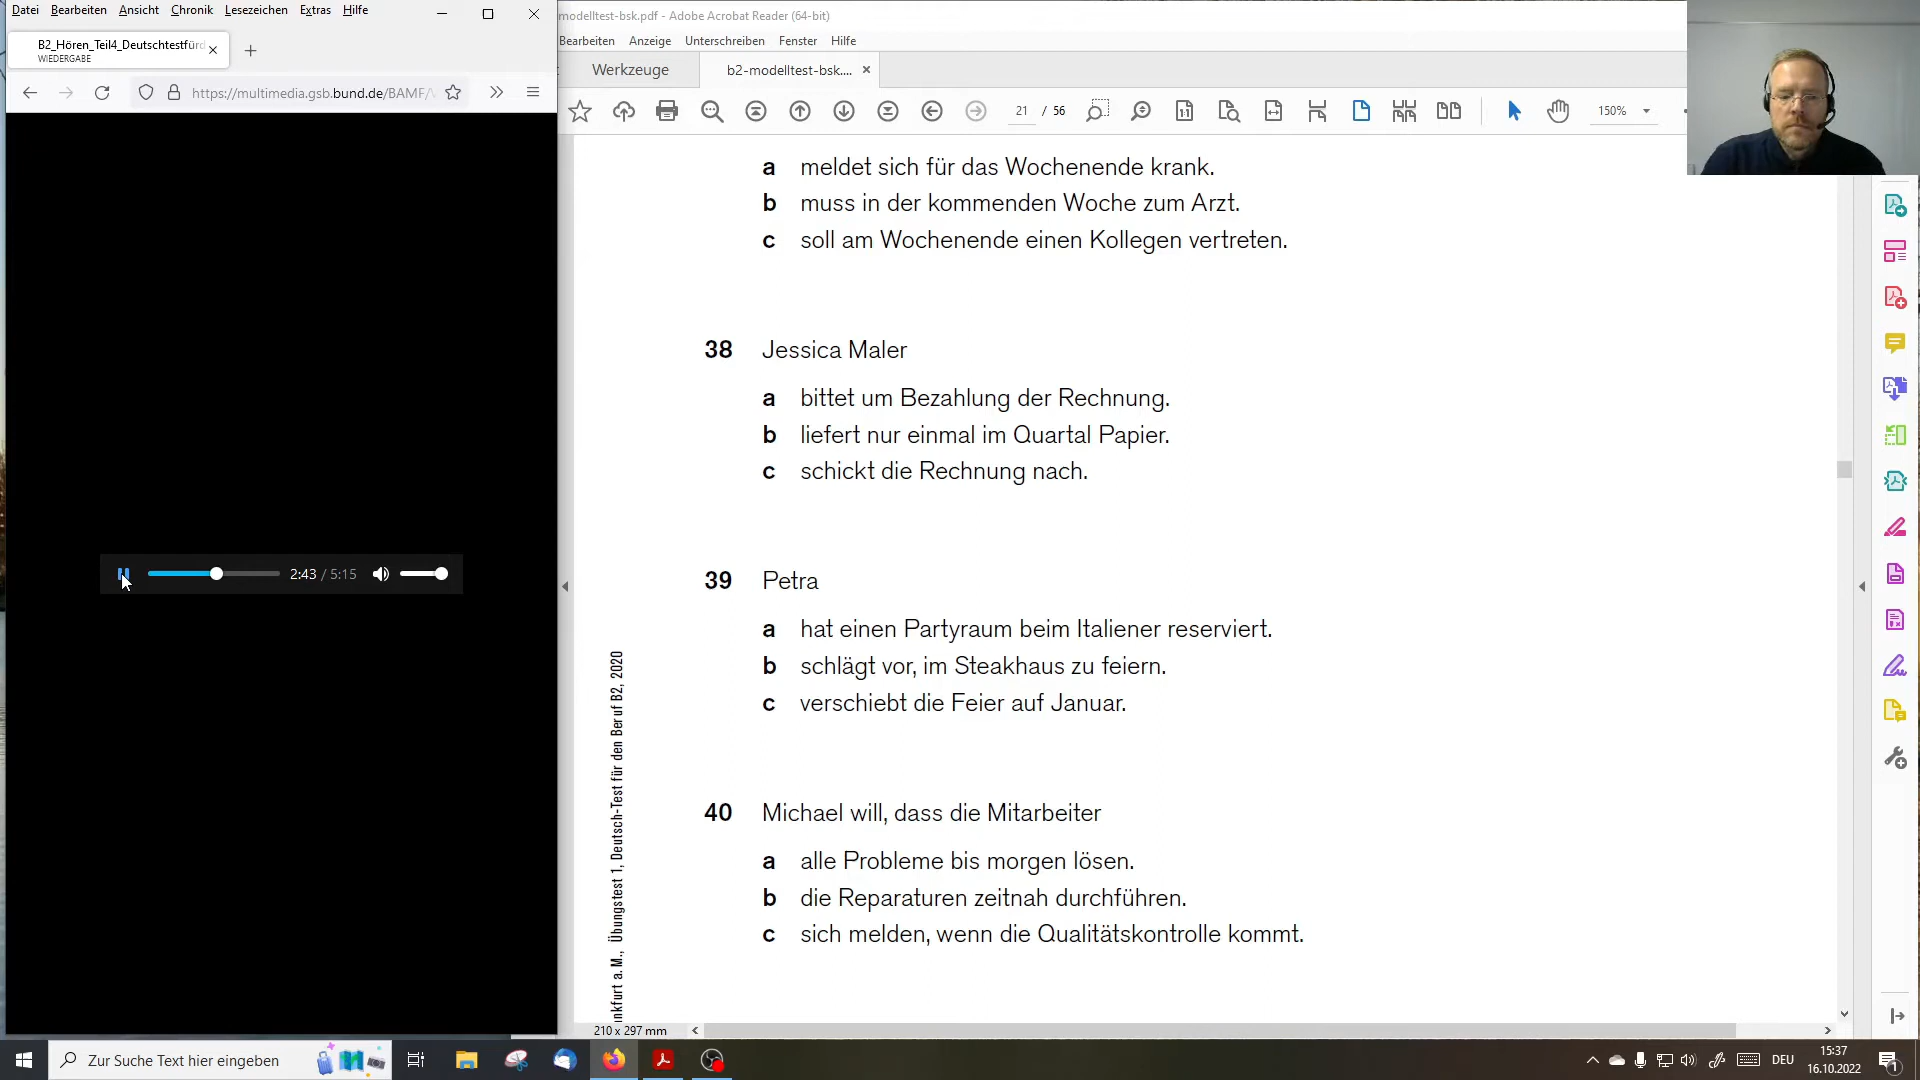 Datei Bearbeiten Ansicht Chronik Lesezeichen Extras Hilfe
B2_Hören_Teil4_Deutschtestfürd
WIEDERGABE
https://multimedia.gsb.bund.de/BAMF/
modelltest-bsk.pdf - Adobe Acrobat Reader (64-bit)
Bearbeiten Anzeige Unterschreiben Fenster Hilfe
Werkzeuge
b2-modelltest-bsk....
21 / 56
150%
a meldet sich für das Wochenende krank.
b muss in der kommenden Woche zum Arzt.
c soll am Wochenende einen Kollegen vertreten.
38 Jessica Maler
a bittet um Bezahlung der Rechnung.
b liefert nur einmal im Quartal Papier.
c schickt die Rechnung nach.
2:43 / 5:15
39 Petra
a hat einen Partyraum beim Italiener reserviert.
b schlägt vor, im Steakhaus zu feiern.
c verschiebt die Feier auf Januar.
40 Michael will, dass die Mitarbeiter
a alle Probleme bis morgen lösen.
b die Reparaturen zeitnah durchführen.
c sich melden, wenn die Qualitätskontrolle kommt.
nkfurt a. M., Übungstest 1, Deutsch-Test für den Beruf B2, 2020
210 x 297 mm
Zur Suche Text hier eingeben
DEU
15:37
16.10.2022
1